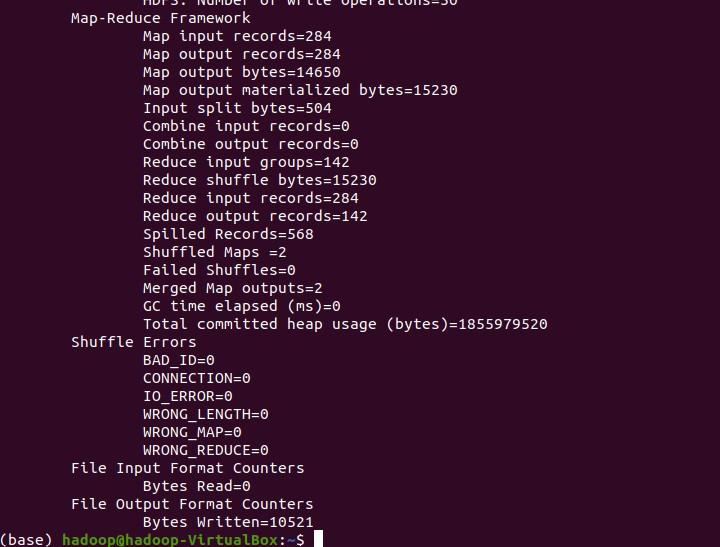 HDFS: Number of write operations=30
Map-Reduce Framework
Map input records=284
Map output records=284
Map output bytes=14650
Map output materialized bytes=15230
Input split bytes=504
Combine input records=0
Combine output records=0
Reduce input groups=142
Reduce shuffle bytes=15230
Reduce input records=284
Reduce output records=142
Spilled Records=568
Shuffled Maps =2
Failed Shuffles=0
Merged Map outputs=2
GC time elapsed (ms)=0
Total committed heap usage (bytes)=1855979520
Shuffle Errors
BAD_ID=0
CONNECTION=0
IO_ERROR=0
WRONG_LENGTH=0
WRONG_MAP=0
WRONG_REDUCE=0
File Input Format Counters
Bytes Read=0
File Output Format Counters
Bytes Written=10521
(base) hadoop@hadoop-VirtualBox:~$